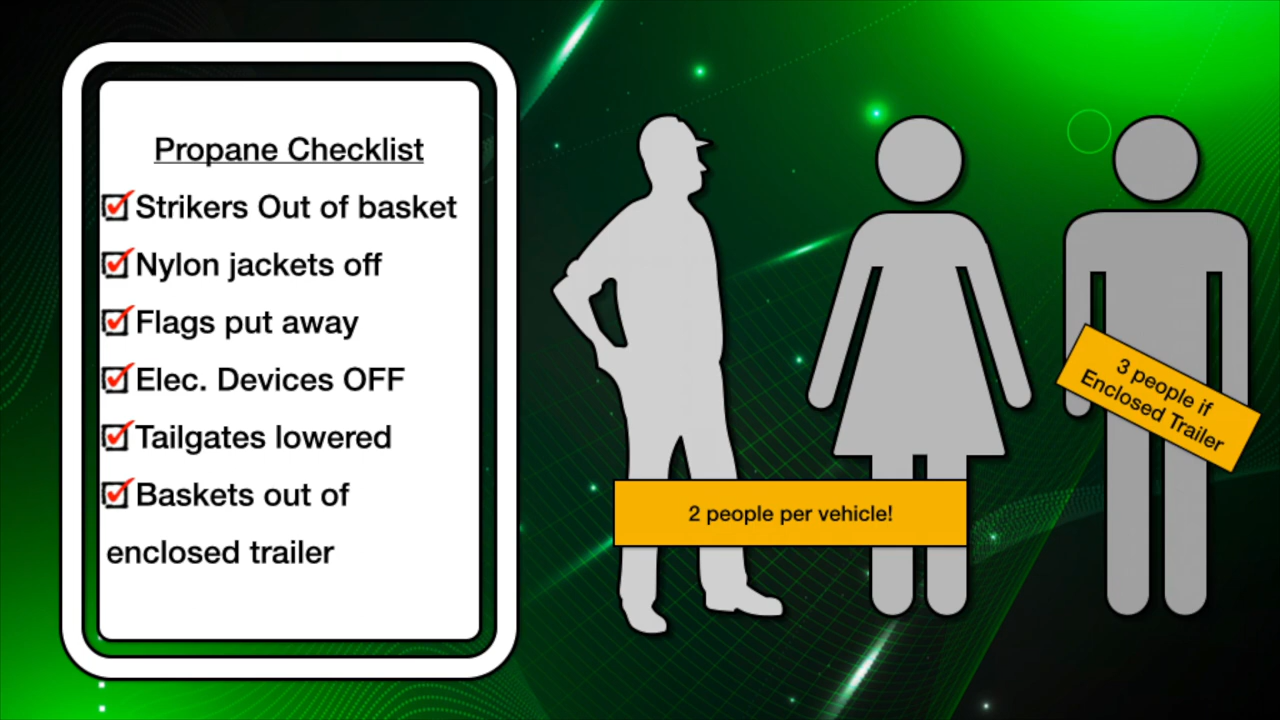 Propane Checklist
Strikers Out of basket
Nylon jackets off
Flags put away
Elec. Devices OFF
Tailgates lowered
Baskets out of
enclosed trailer
2 people per vehicle!
3 people if
Enclosed Trailer